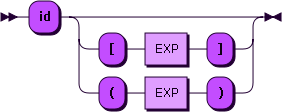 id
[ EXP ]
( EXP )